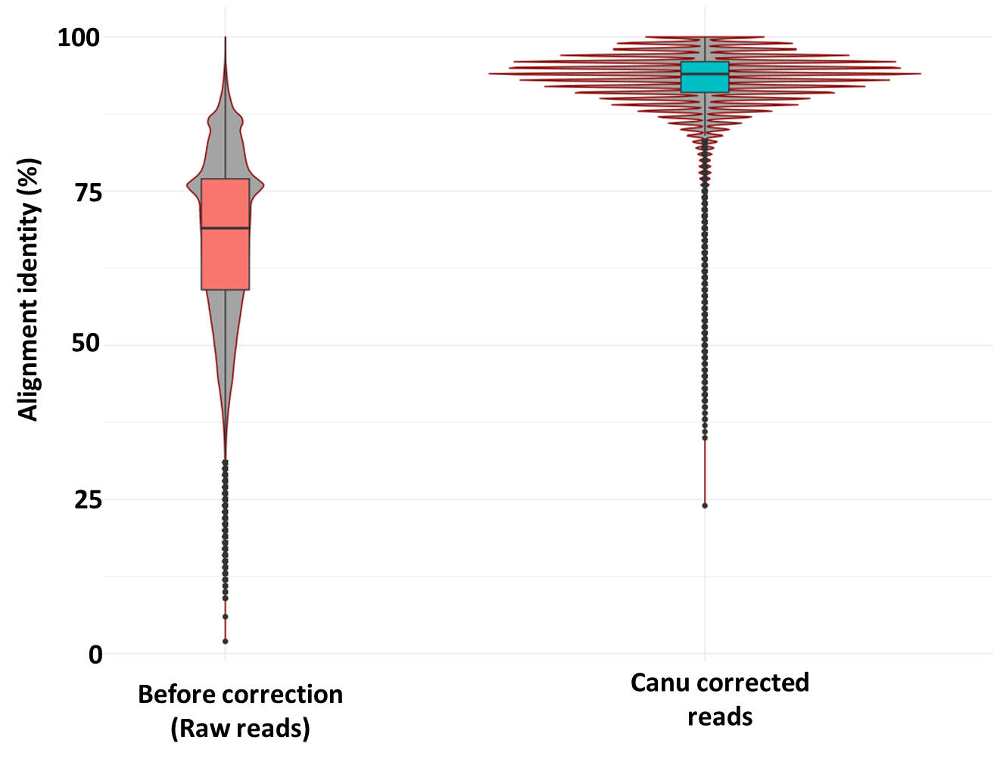 Alignment identity (%)
100
75
50
25
0
Before correction
(Raw reads)
Canu corrected
reads